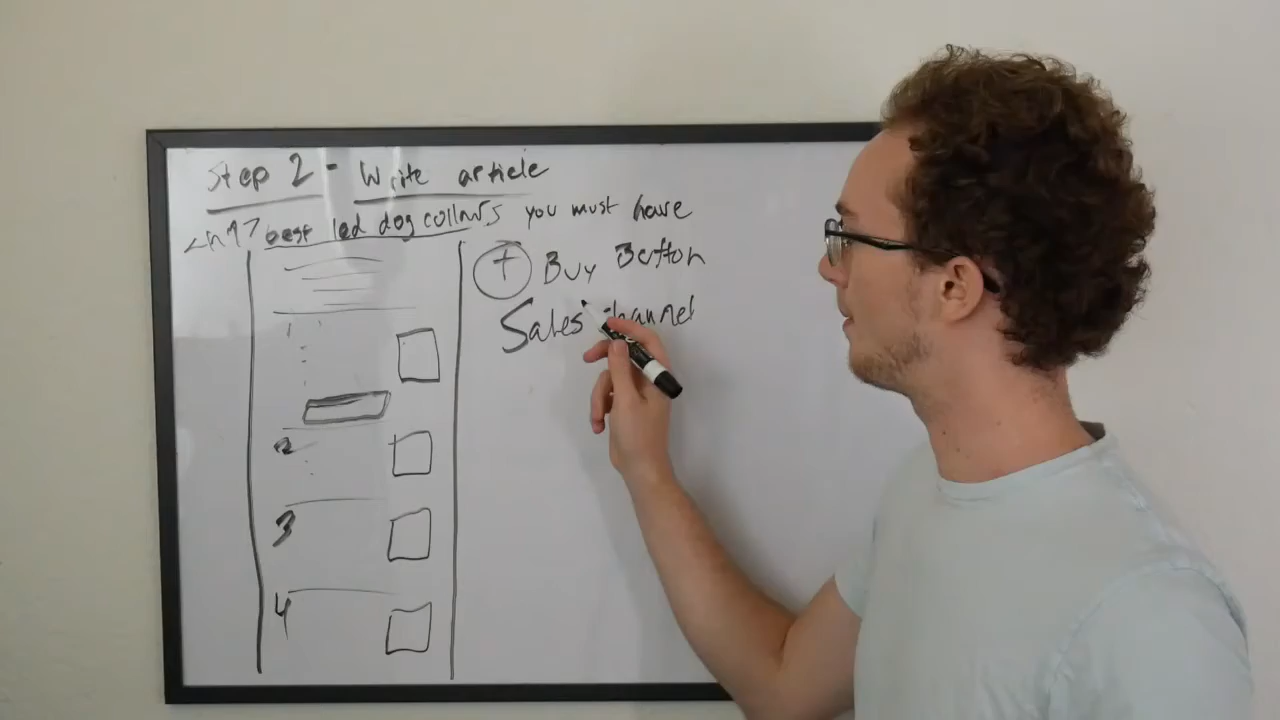 Step 2 - Write article
<h1> best led dog collars you must have
+ Buy Button
Sales channel
1
2
3
4